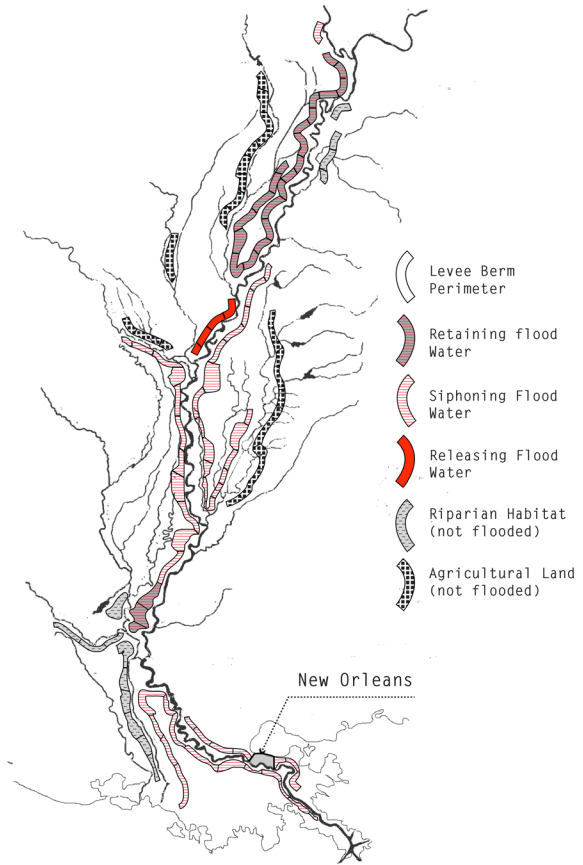 Levee Berm
Perimeter
Retaining flood
Water
Siphoning Flood
Water
Releasing Flood
Water
Riparian Habitat
(not flooded)
Agricultural Land
(not flooded)
New Orleans